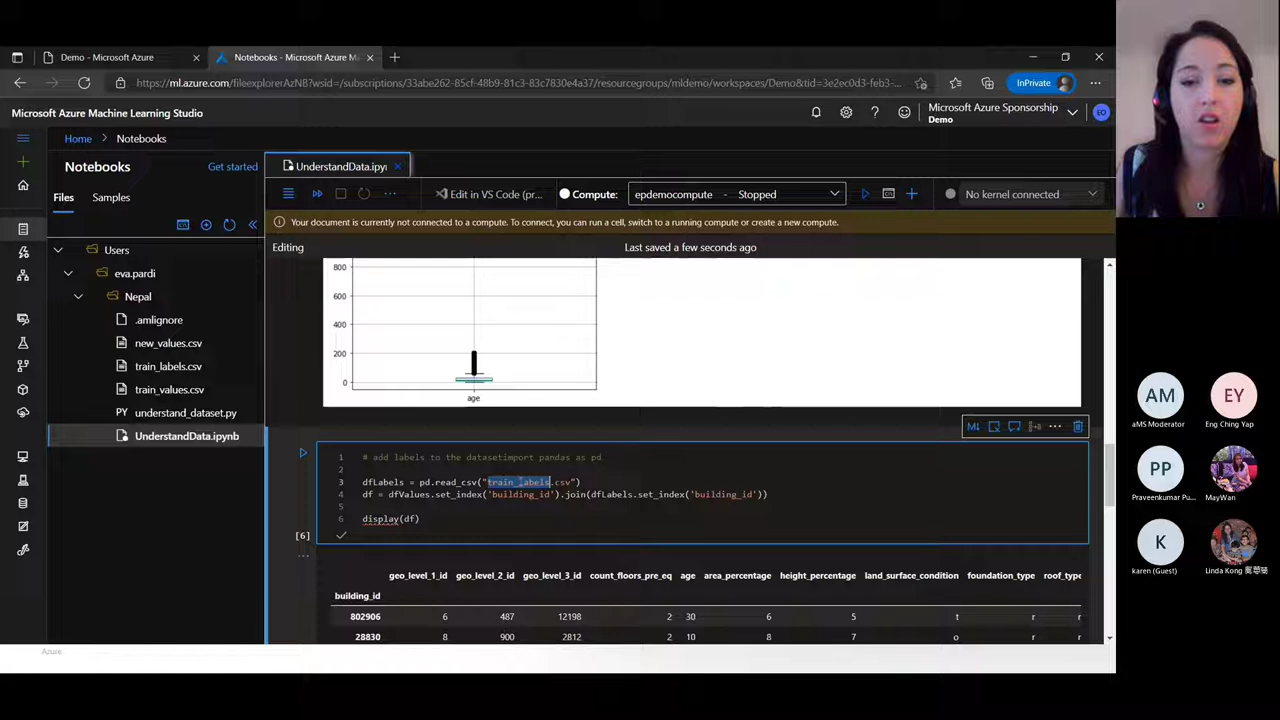 Demo - Microsoft Azure
Notebooks - Microsoft Azure Ma
https://ml.azure.com/fileexplorerAzNB?wsid=/subscriptions/33abe262-85cf-48b9-81c3-83c7830e4a37/resourcegroups/mldemo/workspaces/Demo&tid=3e2ec0d3-feb3-...
InPrivate
Microsoft Azure Machine Learning Studio
Microsoft Azure Sponsorship
Demo
EO
Home
Notebooks
Notebooks
Get started
UnderstandData.ipyn
Files
Samples
Edit in VS Code (pr...
Compute:
epdemocompute - Stopped
No kernel connected
Your document is currently not connected to a compute. To connect, you can run a cell, switch to a running compute or create a new compute.
Editing
Last saved a few seconds ago
Users
eva.pardi
Nepal
.amlignore
new_values.csv
train_labels.csv
train_values.csv
understand_dataset.py
UnderstandData.ipynb
800
600
400
200
0
age
M↓
1 # add labels to the datasetimport pandas as pd
2
3 dfLabels = pd.read_csv("train_labels.csv")
4 df = dfValues.set_index('building_id').join(dfLabels.set_index('building_id'))
5
6 display(df)
[6]
geo_level_1_id geo_level_2_id geo_level_3_id count_floors_pre_eq age area_percentage height_percentage land_surface_condition foundation_type roof_type
building_id
802906 6 487 12198 2 30 6 5 t r r
28830 8 900 2812 2 10 8 7 o r r
Azure
AM
aMS Moderator
EY
Eng Ching Yap
PP
Praveenkumar Pu...
MayWan
K
karen (Guest)
Linda Kong